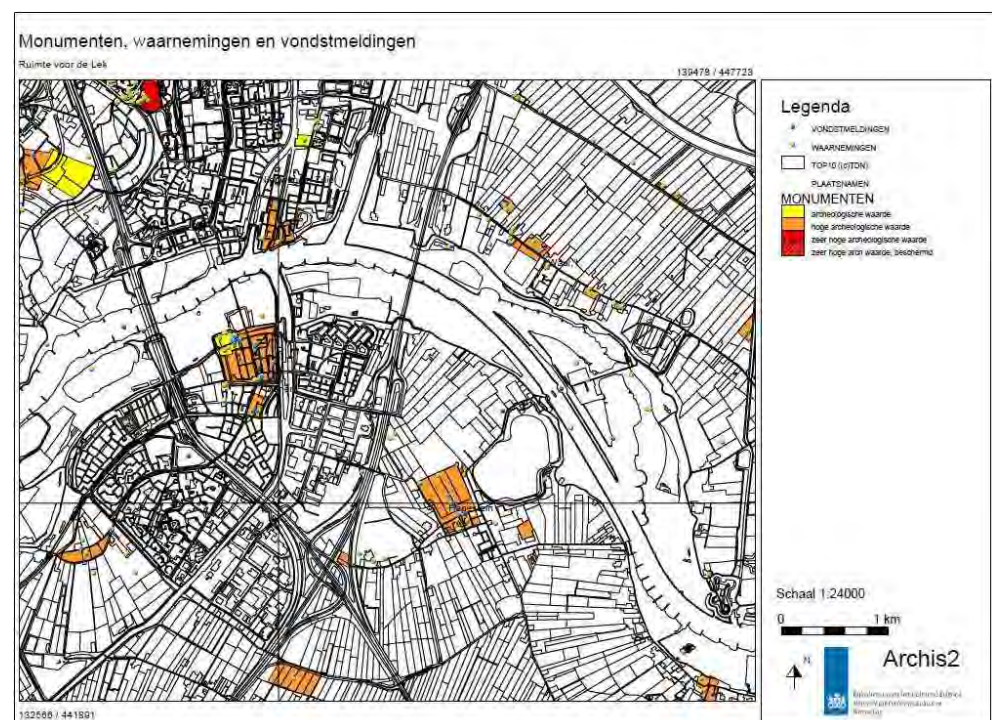 Monumenten, waarnemingen en vondstmeldingen
Ruimte voor de Lek
139478 / 447723
Legenda
VONDSTMELDINGEN
WAARNEMINGEN
TOP10 ((c)TDN)
PLAATSNAMEN
MONUMENTEN
archeologische waarde
hoge archeologische waarde
zeer hoge archeologische waarde
zeer hoge arch waarde, beschermd
Schaal 1:24000
0 1 km
N
Archis2
132566 / 441891